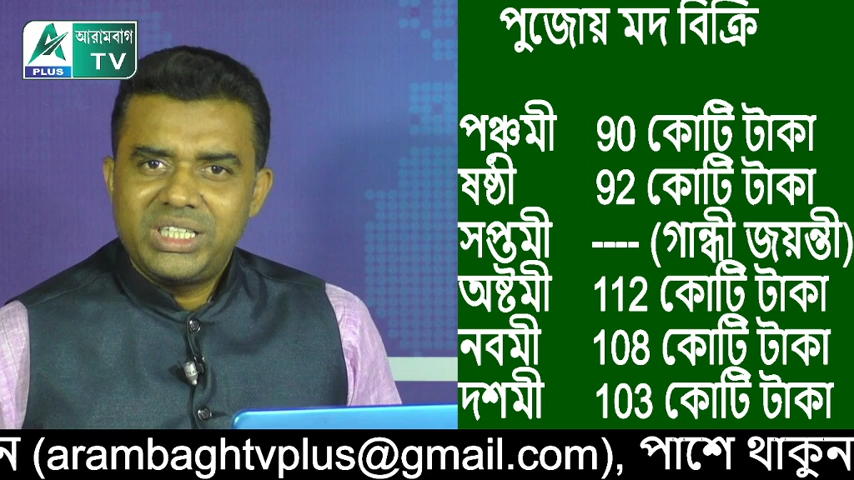 আরামবাগ
TV
PLUS
পুজোয় মদ বিক্রি
পঞ্চমী 90 কোটি টাকা
ষষ্ঠী 92 কোটি টাকা
সপ্তমী ---- (গান্ধী জয়ন্তী)
অষ্টমী 112 কোটি টাকা
নবমী 108 কোটি টাকা
দশমী 103 কোটি টাকা
ন (arambaghtvplus@gmail.com), পাশে থাকুন